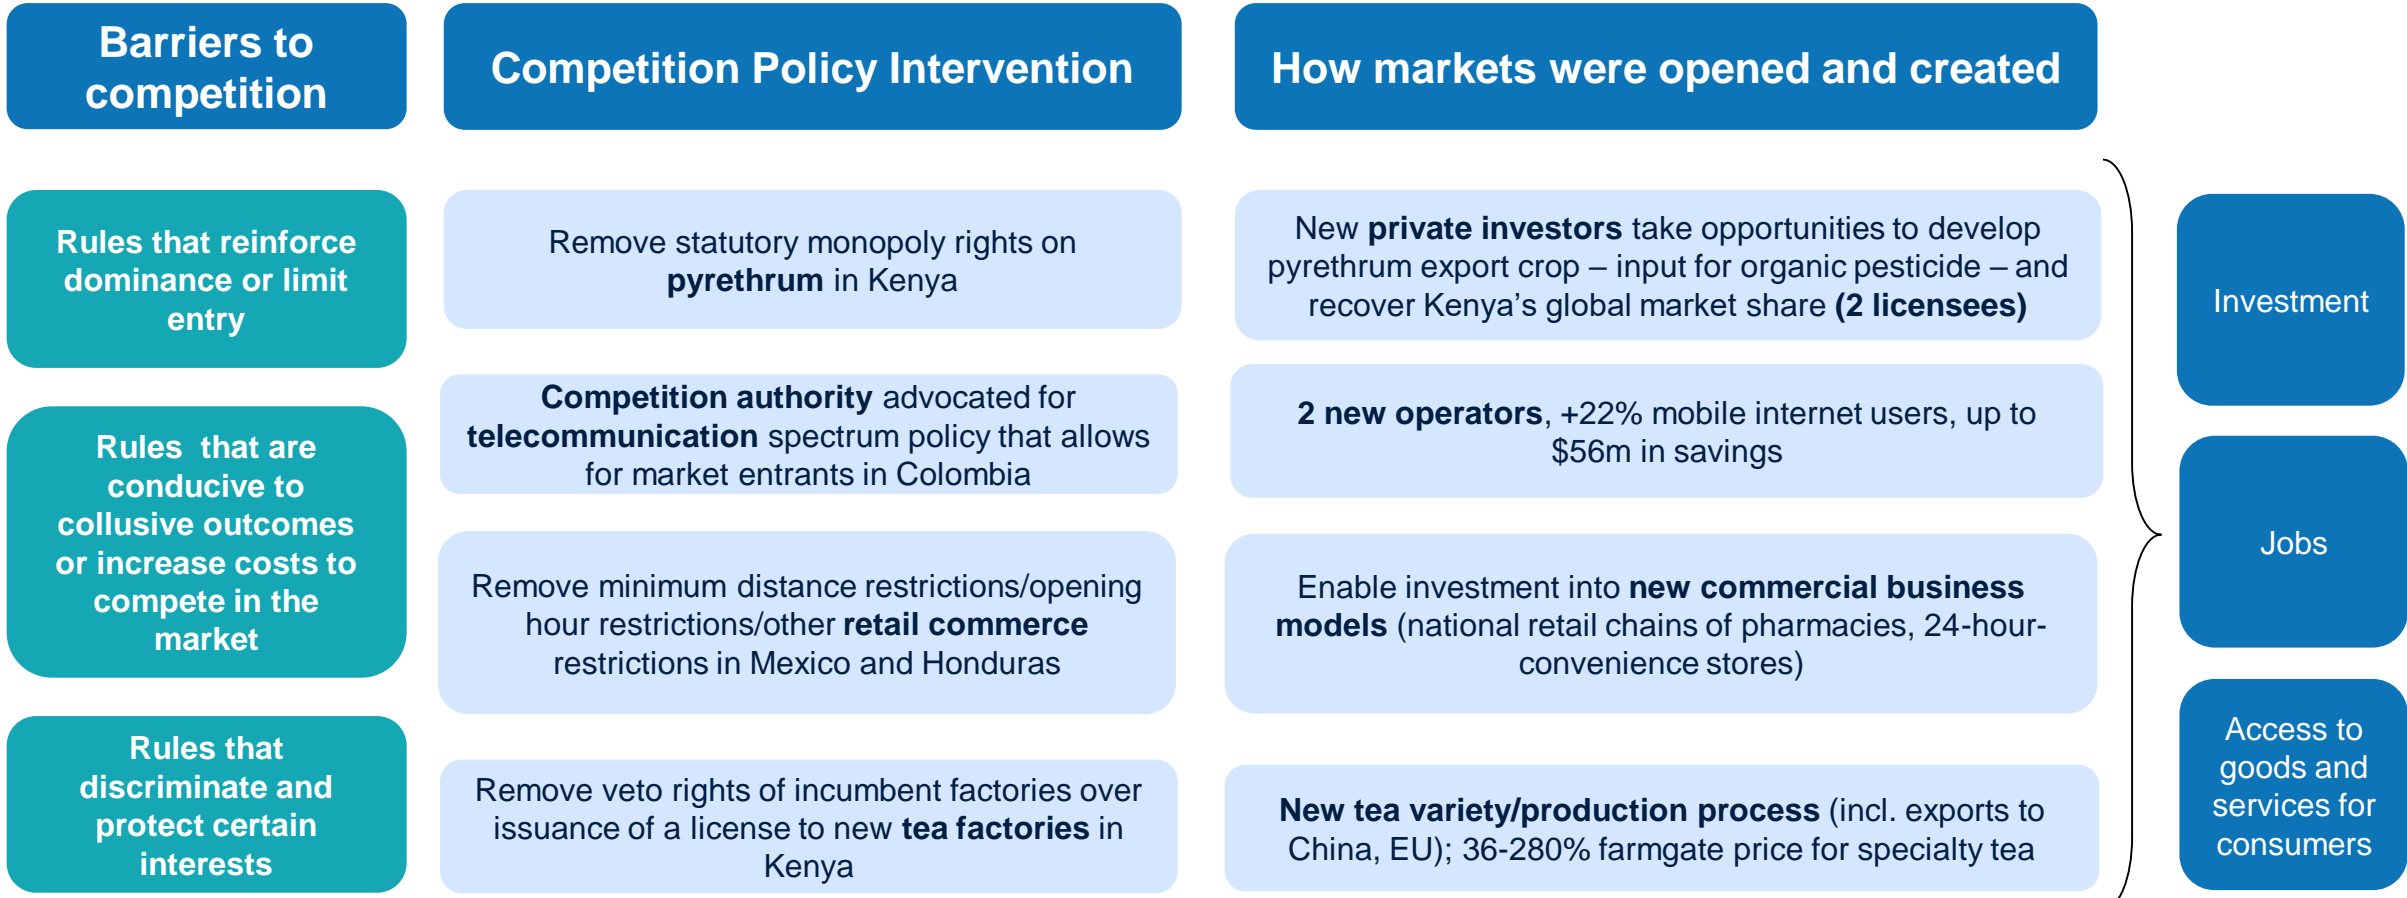 Barriers to
competition
Competition Policy Intervention
How markets were opened and created
Rules that reinforce
dominance or limit
entry
Remove statutory monopoly rights on
pyrethrum in Kenya
New private investors take opportunities to develop
pyrethrum export crop – input for organic pesticide – and
recover Kenya's global market share (2 licensees)
Rules that are
conducive to
collusive outcomes
or increase costs to
compete in the
market
Competition authority advocated for
telecommunication spectrum policy that allows
for market entrants in Colombia
2 new operators, +22% mobile internet users, up to
$56m in savings
Remove minimum distance restrictions/opening
hour restrictions/other retail commerce
restrictions in Mexico and Honduras
Enable investment into new commercial business
models (national retail chains of pharmacies, 24-hour-
convenience stores)
Rules that
discriminate and
protect certain
interests
Remove veto rights of incumbent factories over
issuance of a license to new tea factories in
Kenya
New tea variety/production process (incl. exports to
China, EU); 36-280% farmgate price for specialty tea
Investment
Jobs
Access to
goods and
services for
consumers